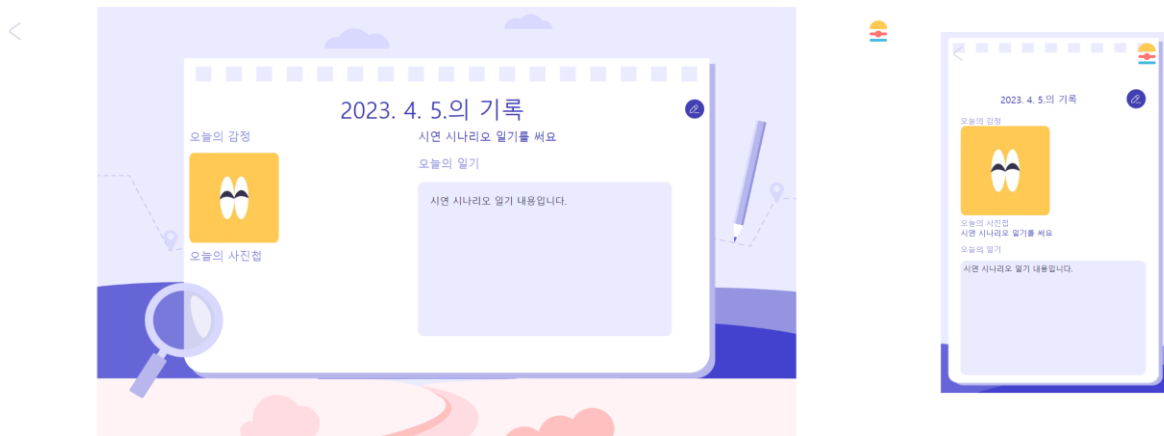 2023. 4. 5.의 기록
오늘의 감정
오늘의 사진첩
시연 시나리오 일기를 써요
오늘의 일기
시연 시나리오 일기 내용입니다.
2023. 4. 5.의 기록
오늘의 감정
오늘의 사진첩
시연 시나리오 일기를 써요
오늘의 일기
시연 시나리오 일기 내용입니다.